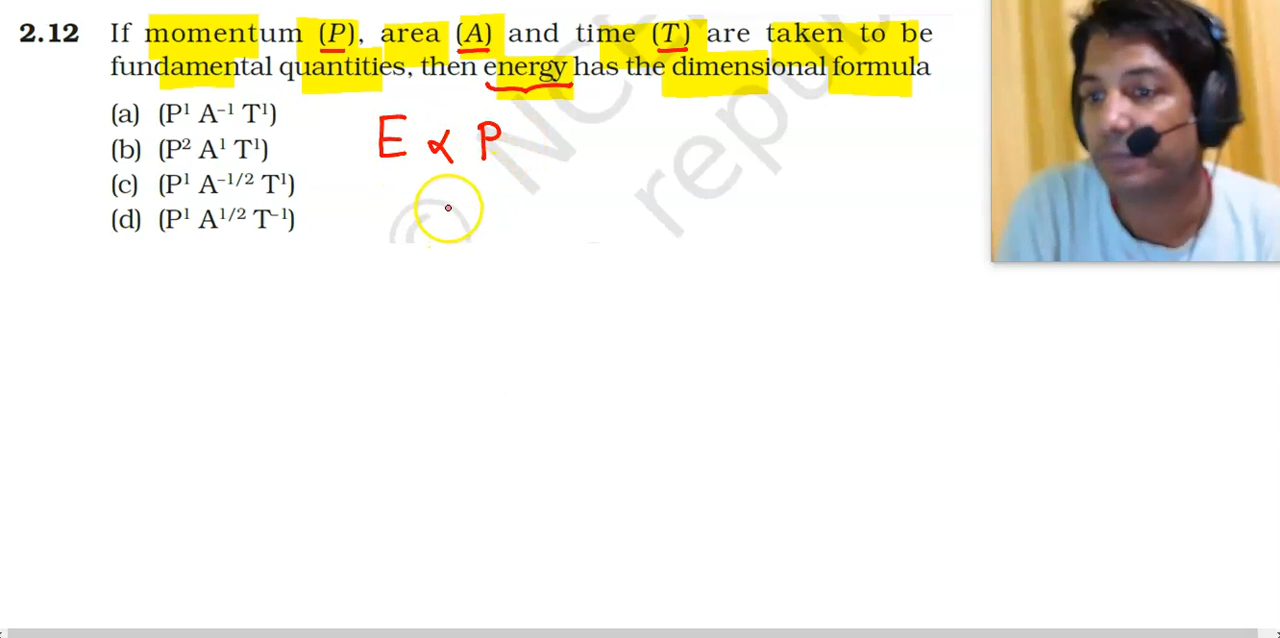 2.12 If momentum (P), area (A) and time (T) are taken to be
fundamental quantities, then energy has the dimensional formula
(a) (P¹ A⁻¹ T¹)
(b) (P² A¹ T¹)
(c) (P¹ A⁻¹/² T¹)
(d) (P¹ A¹/² T⁻¹)
E ∝ P
©
republ